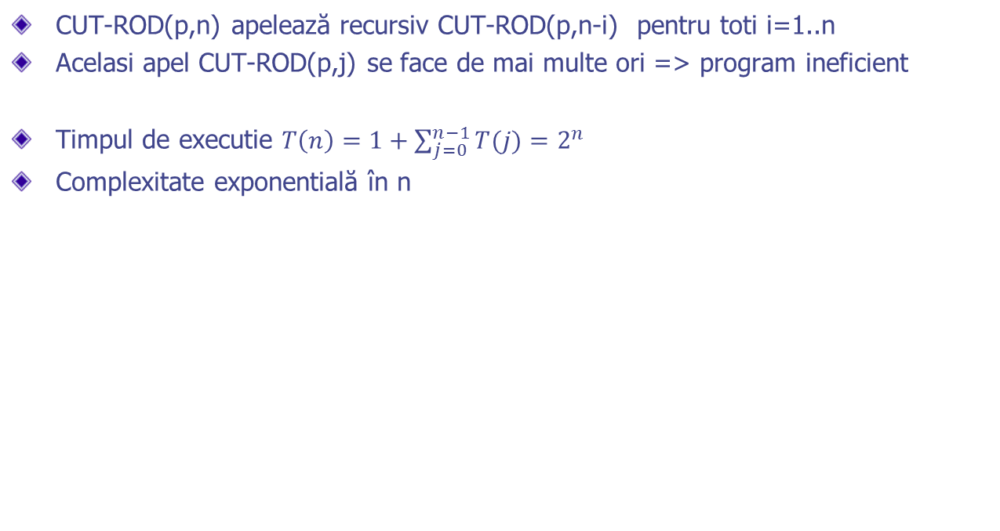 CUT-ROD(p,n) apelează recursiv CUT-ROD(p,n-i) pentru toti i=1..n
Acelasi apel CUT-ROD(p,j) se face de mai multe ori => program ineficient
Timpul de executie T(n) = 1 + ∑_{j=0}^{n−1} T(j) = 2^n
Complexitate exponentială în n